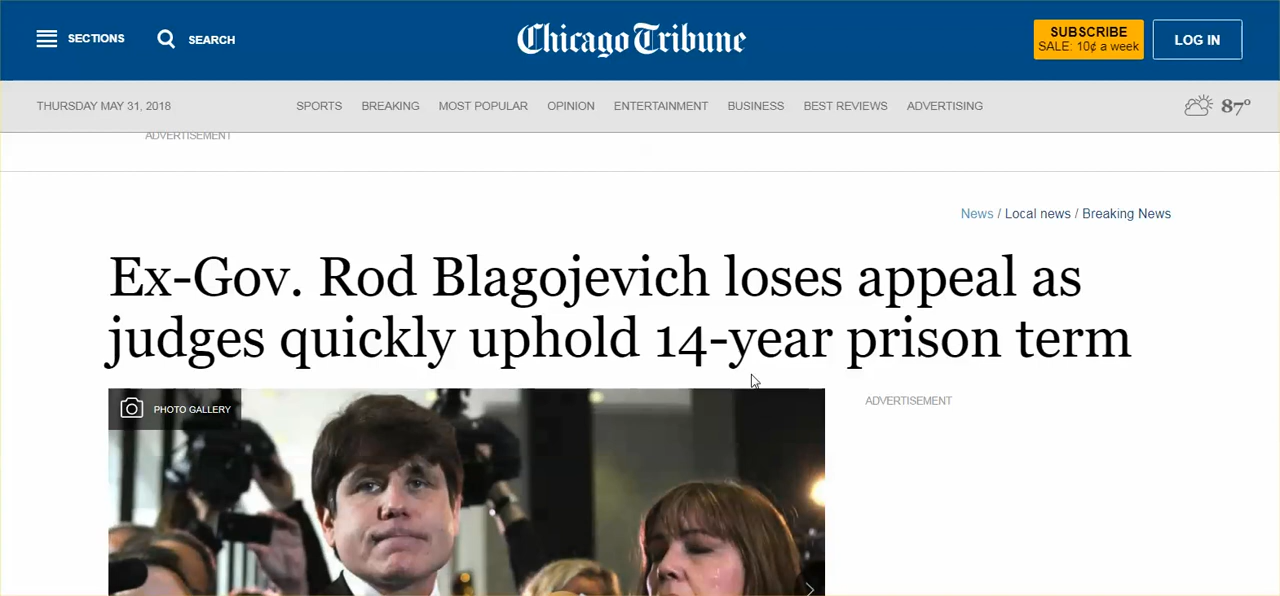 SECTIONS SEARCH Chicago Tribune SUBSCRIBE
SALE: 10¢ a week LOG IN
THURSDAY MAY 31, 2018 SPORTS BREAKING MOST POPULAR OPINION ENTERTAINMENT BUSINESS BEST REVIEWS ADVERTISING 87°
ADVERTISEMENT
News / Local news / Breaking News
Ex-Gov. Rod Blagojevich loses appeal as
judges quickly uphold 14-year prison term
PHOTO GALLERY
ADVERTISEMENT